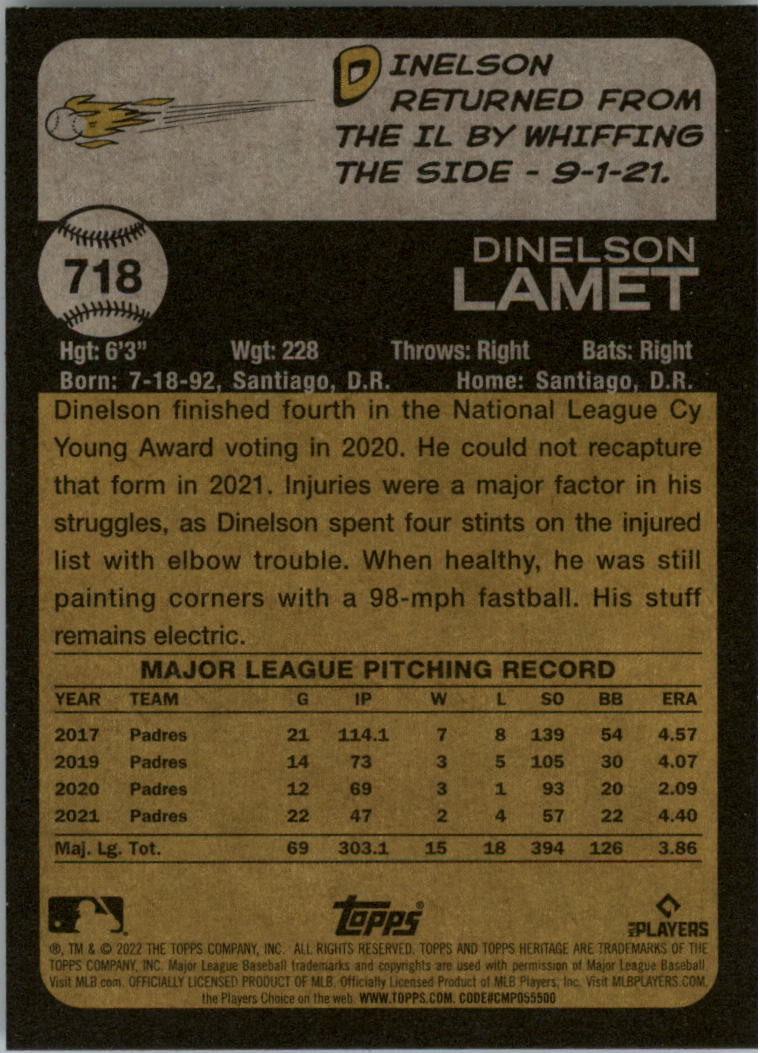 DINELSON
RETURNED FROM
THE IL BY WHIFFING
THE SIDE - 9-1-21.
718
DINELSON
LAMET
Hgt: 6'3" Wgt: 228 Throws: Right Bats: Right
Born: 7-18-92, Santiago, D.R. Home: Santiago, D.R.
Dinelson finished fourth in the National League Cy
Young Award voting in 2020. He could not recapture
that form in 2021. Injuries were a major factor in his
struggles, as Dinelson spent four stints on the injured
list with elbow trouble. When healthy, he was still
painting corners with a 98-mph fastball. His stuff
remains electric.
MAJOR LEAGUE PITCHING RECORD
YEAR TEAM G IP W L SO BB ERA
2017 Padres 21 114.1 7 8 139 54 4.57
2019 Padres 14 73 3 5 105 30 4.07
2020 Padres 12 69 3 1 93 20 2.09
2021 Padres 22 47 2 4 57 22 4.40
Maj. Lg. Tot. 69 303.1 15 18 394 126 3.86
Topps®
MLB PLAYERS
®, TM & © 2022 THE TOPPS COMPANY, INC. ALL RIGHTS RESERVED. TOPPS AND TOPPS HERITAGE ARE TRADEMARKS OF THE
TOPPS COMPANY, INC. Major League Baseball trademarks and copyrights are used with permission of Major League Baseball.
Visit MLB.com. OFFICIALLY LICENSED PRODUCT OF MLB. Officially Licensed Product of MLB Players, Inc. Visit MLBPLAYERS.COM,
the Players Choice on the web. WWW.TOPPS.COM. CODE#CMP055500